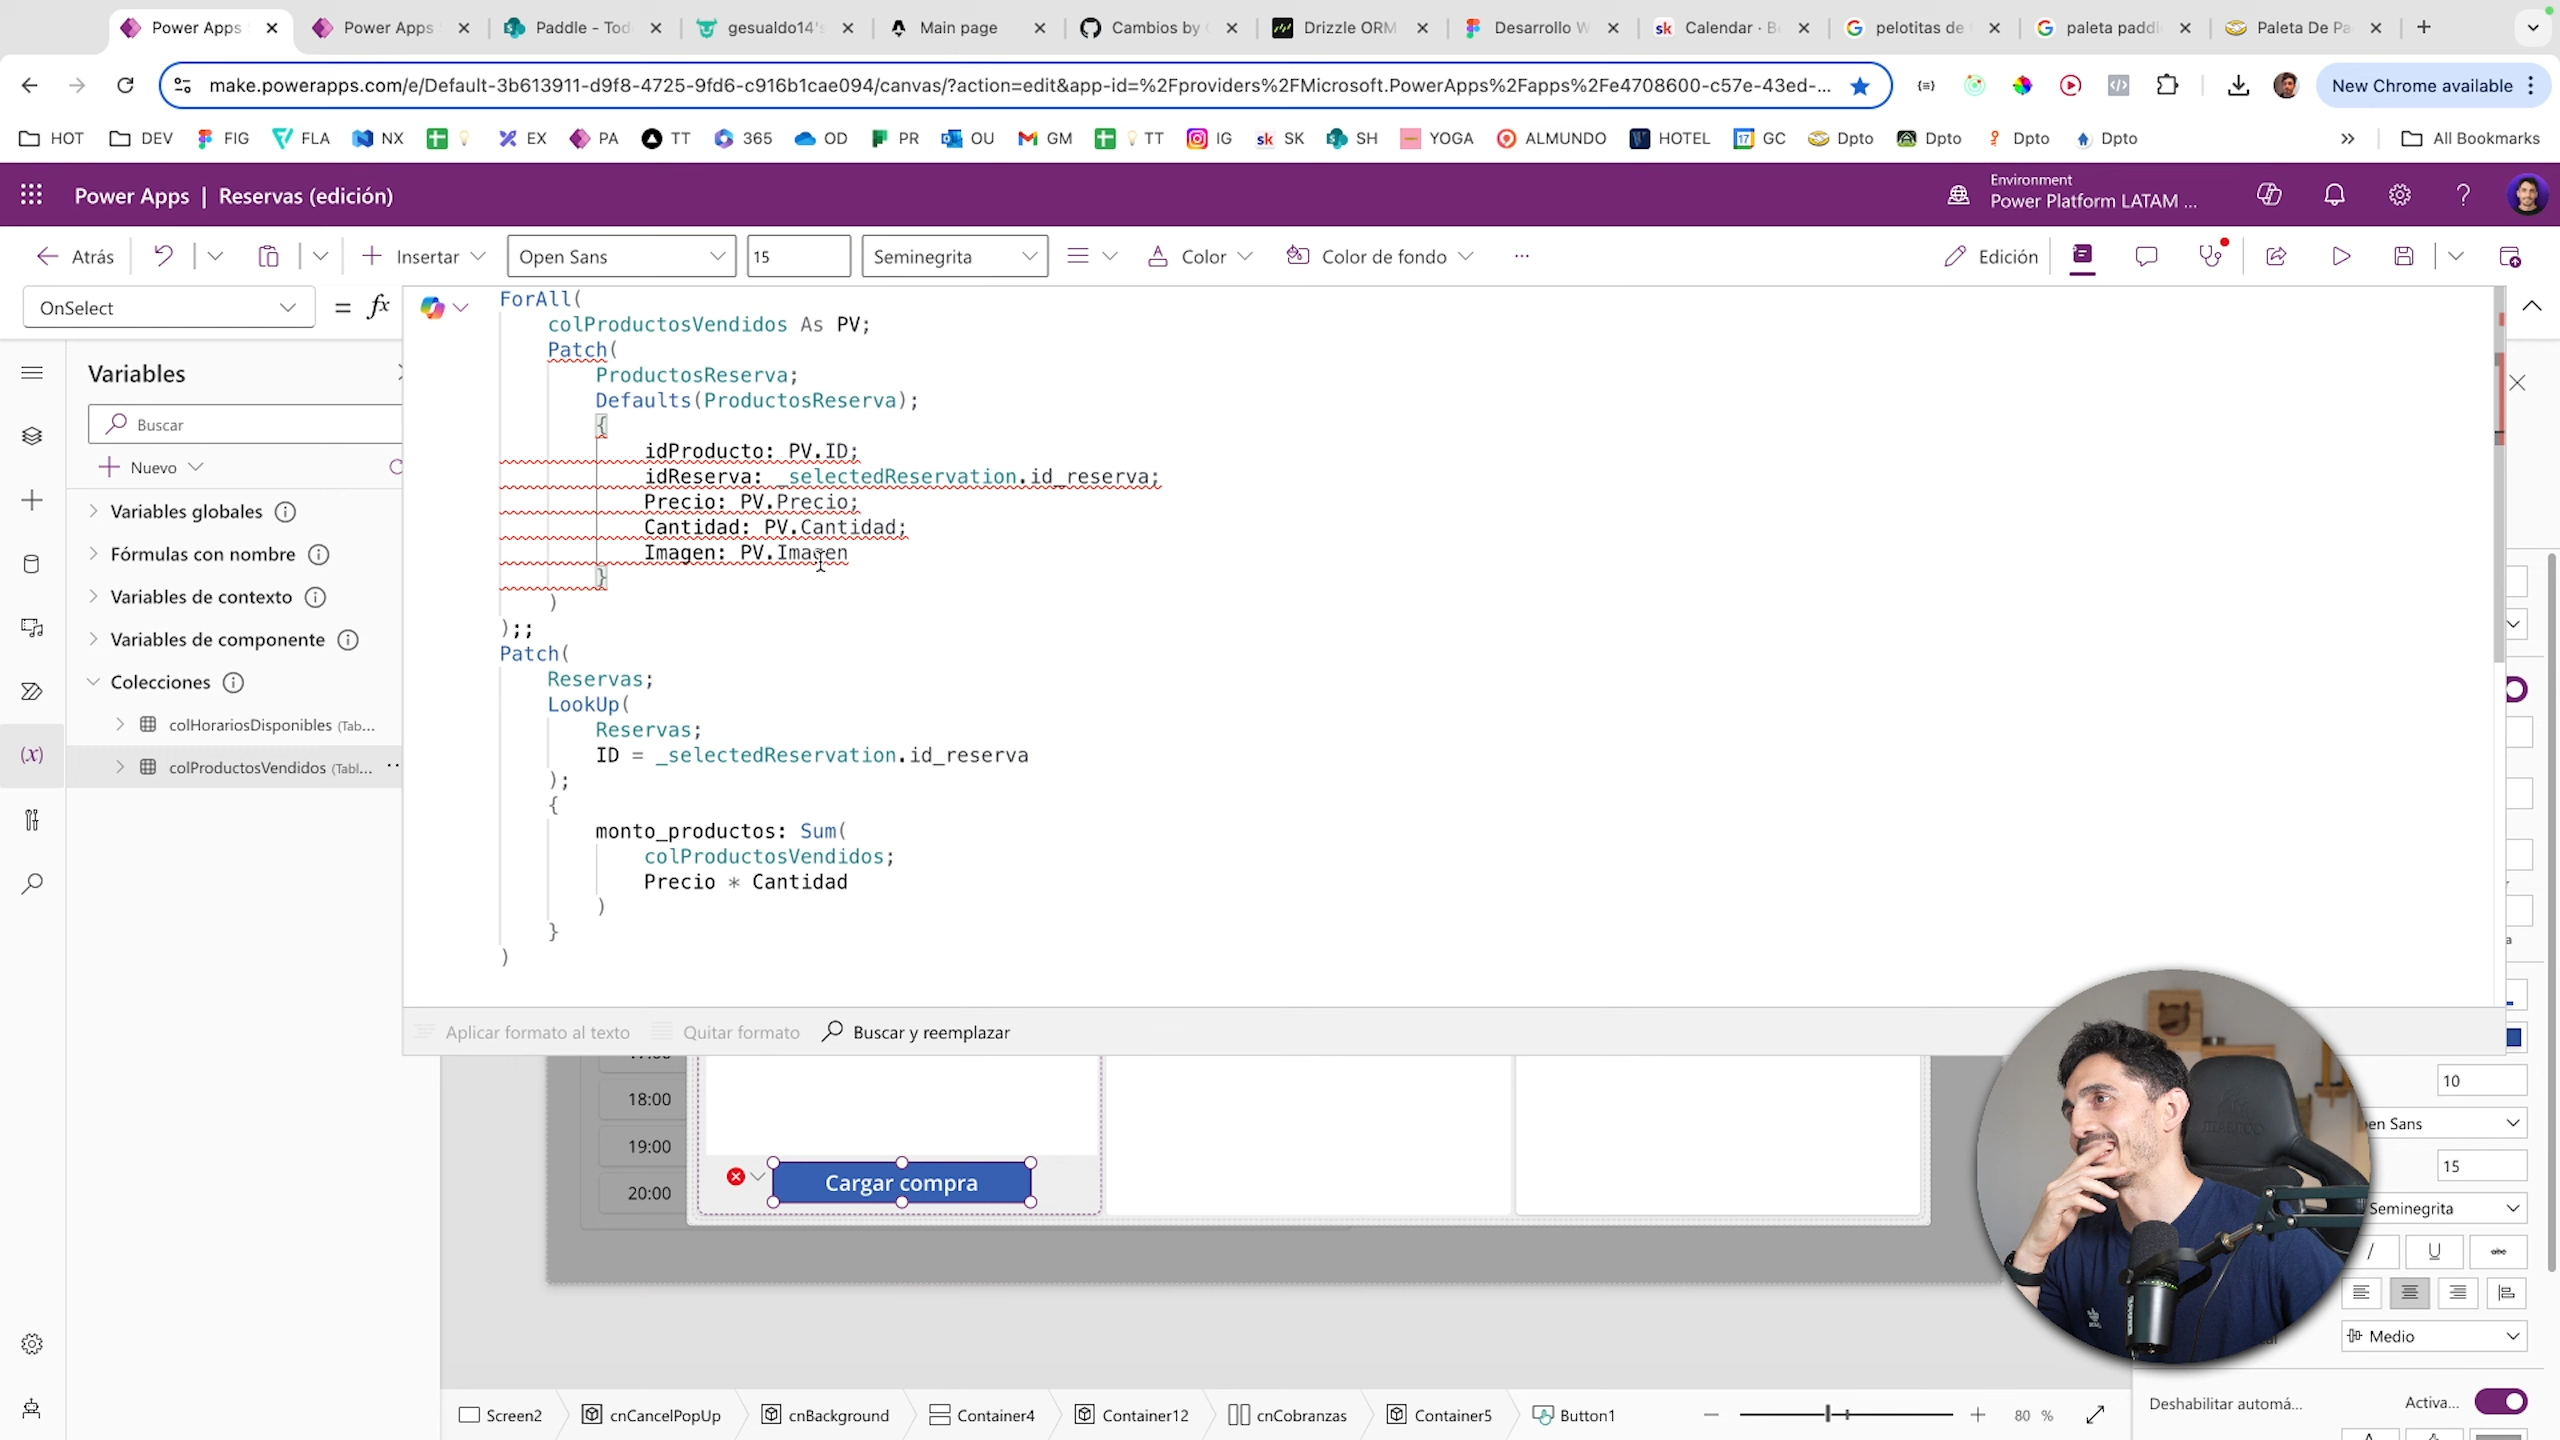 Power Apps
Power Apps
Paddle - Tod
gesualdo14's
Main page
Cambios by
Drizzle ORM
Desarrollo W
Calendar · B
pelotitas de
paleta paddl
Paleta De Pa
make.powerapps.com/e/Default-3b613911-d9f8-4725-9fd6-c916b1cae094/canvas/?action=edit&app-id=%2Fproviders%2FMicrosoft.PowerApps%2Fapps%2Fe4708600-c57e-43ed-...
New Chrome available
HOT
DEV
FIG
FLA
NX
EX
PA
TT
365
OD
PR
OU
GM
TT
IG
SK
SH
YOGA
ALMUNDO
HOTEL
GC
Dpto
Dpto
Dpto
Dpto
All Bookmarks
Power Apps | Reservas (edición)
Environment
Power Platform LATAM ...
Atrás
Insertar
Open Sans
15
Seminegrita
Color
Color de fondo
Edición
OnSelect
= fx
Variables
Buscar
Nuevo
Variables globales
Fórmulas con nombre
Variables de contexto
Variables de componente
Colecciones
colHorariosDisponibles (Tab...
colProductosVendidos (Tabl...
ForAll(
colProductosVendidos As PV;
Patch(
ProductosReserva;
Defaults(ProductosReserva);
{
idProducto: PV.ID;
idReserva: _selectedReservation.id_reserva;
Precio: PV.Precio;
Cantidad: PV.Cantidad;
Imagen: PV.Imagen
}
)
);;
Patch(
Reservas;
LookUp(
Reservas;
ID = _selectedReservation.id_reserva
);
{
monto_productos: Sum(
colProductosVendidos;
Precio * Cantidad
)
}
)
Aplicar formato al texto
Quitar formato
Buscar y reemplazar
18:00
19:00
20:00
Cargar compra
10
en Sans
15
Seminegrita
Medio
Deshabilitar automá...
Activa...
Screen2
cnCancelPopUp
cnBackground
Container4
Container12
cnCobranzas
Container5
Button1
80 %